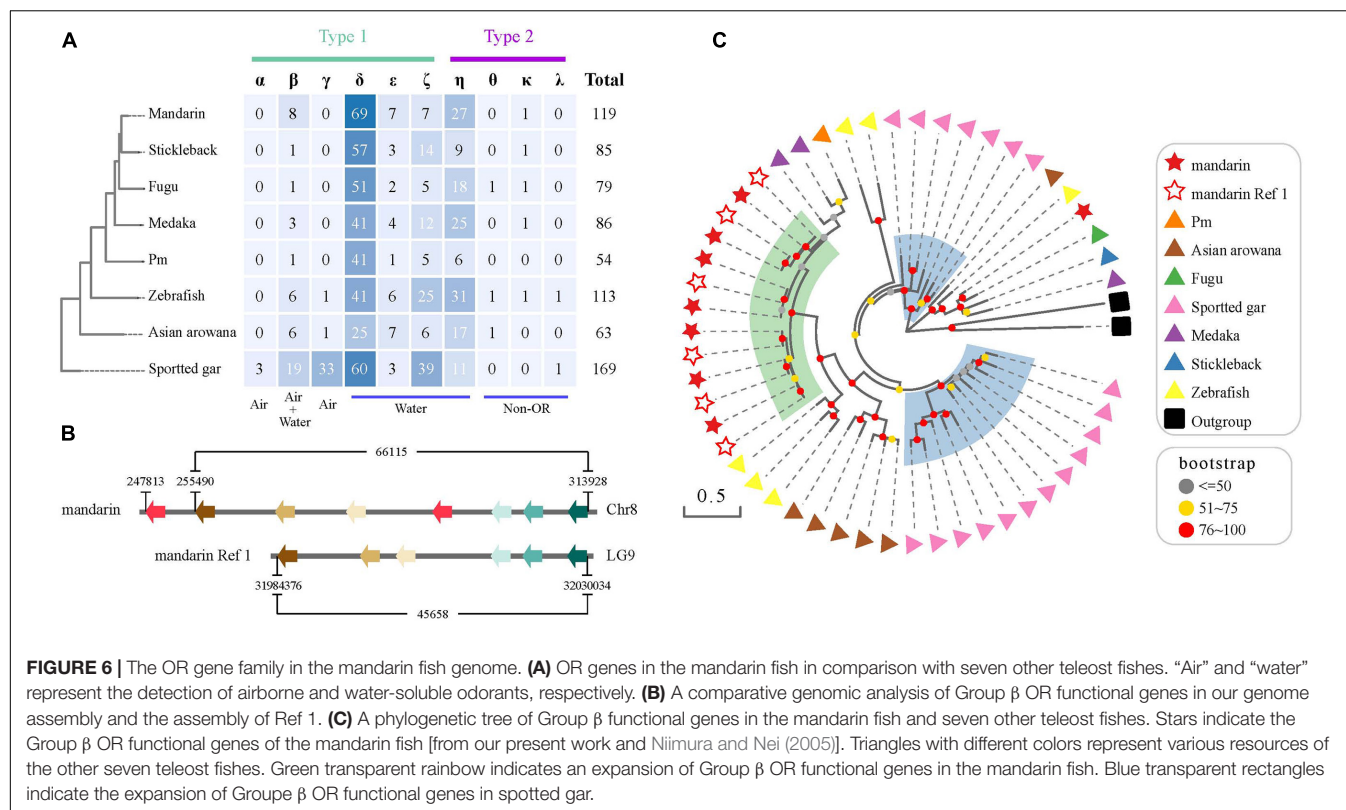 A
Type 1 Type 2
α β γ δ ε ζ η θ κ λ Total
Mandarin 0 8 0 69 7 7 27 0 1 0 119
Stickleback 0 1 0 57 3 14 9 0 1 0 85
Fugu 0 1 0 51 2 5 18 1 1 0 79
Medaka 0 3 0 41 4 12 25 0 1 0 86
Pm 0 1 0 41 1 5 6 0 0 0 54
Zebrafish 0 6 1 41 6 25 31 1 1 1 113
Asian arowana 0 6 1 25 7 6 17 1 0 0 63
Sportted gar 3 19 33 60 3 39 11 0 0 1 169
Air Air + Water Air Water Non-OR
B
66115
247813 255490 313928
mandarin Chr8
mandarin Ref 1 LG9
31984376 32030034
45658
C
0.5
mandarin
mandarin Ref 1
Pm
Asian arowana
Fugu
Sportted gar
Medaka
Stickleback
Zebrafish
Outgroup
bootstrap
<=50
51~75
76~100
FIGURE 6 | The OR gene family in the mandarin fish genome. (A) OR genes in the mandarin fish in comparison with seven other teleost fishes. “Air” and “water”
represent the detection of airborne and water-soluble odorants, respectively. (B) A comparative genomic analysis of Group β OR functional genes in our genome
assembly and the assembly of Ref 1. (C) A phylogenetic tree of Group β functional genes in the mandarin fish and seven other teleost fishes. Stars indicate the
Group β OR functional genes of the mandarin fish [from our present work and Niimura and Nei (2005)]. Triangles with different colors represent various resources of
the other seven teleost fishes. Green transparent rainbow indicates an expansion of Group β OR functional genes in the mandarin fish. Blue transparent rectangles
indicate the expansion of Groupe β OR functional genes in spotted gar.